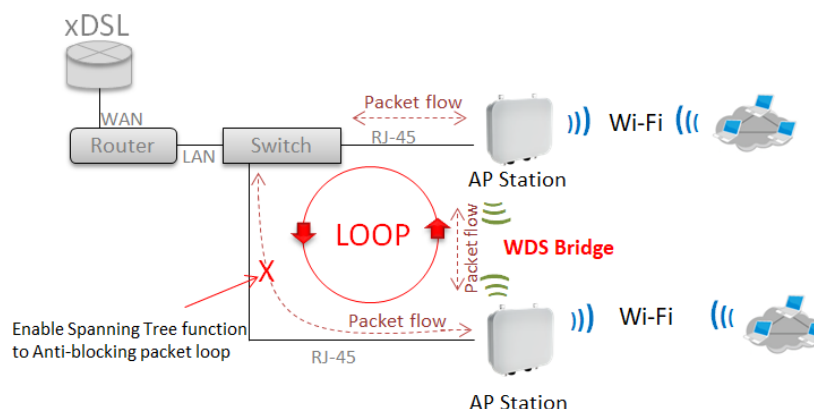 xDSL
WAN
Router
LAN
Switch
Packet flow
RJ-45
AP Station
Wi-Fi
LOOP
Packet flow
WDS Bridge
X
Enable Spanning Tree function
to Anti-blocking packet loop
Packet flow
RJ-45
AP Station
Wi-Fi